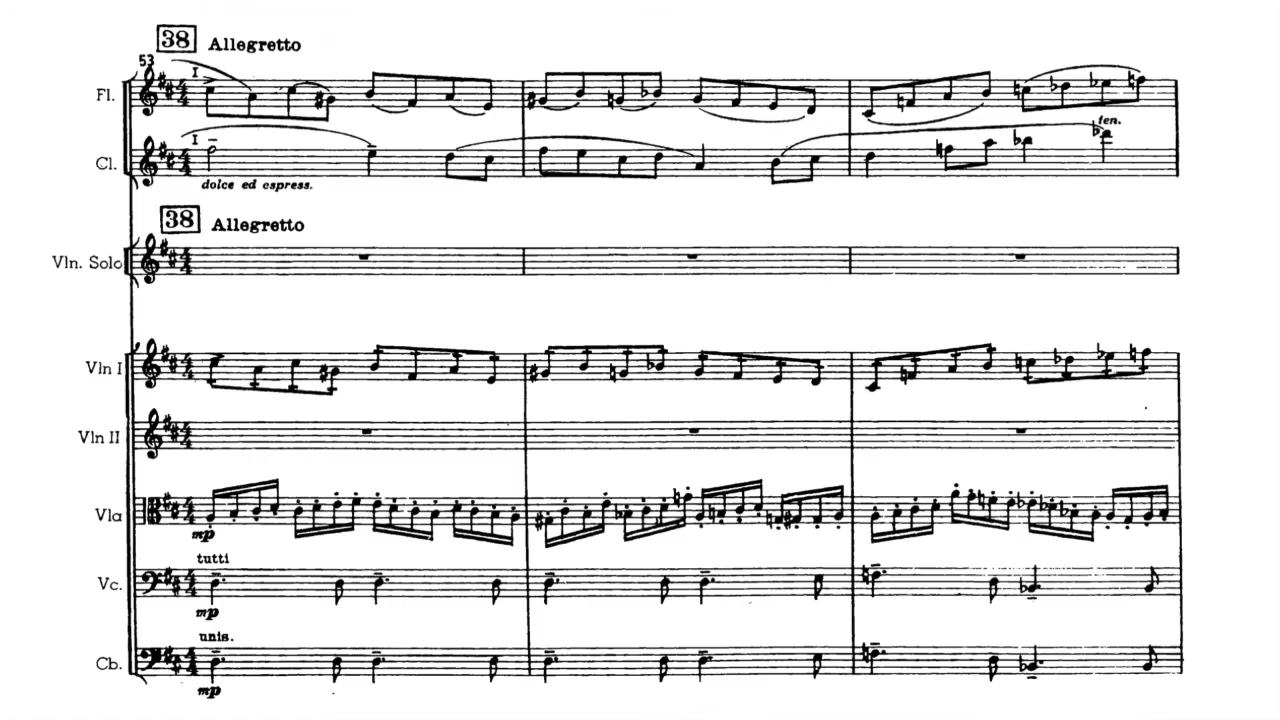 38 Allegretto
53
I
Fl.
ten.
I
Cl.
dolce ed espress.
38 Allegretto
Vln. Solo
Vln I
Vln II
Vla
mp
tutti
Vc.
mp
unis.
Cb.
mp